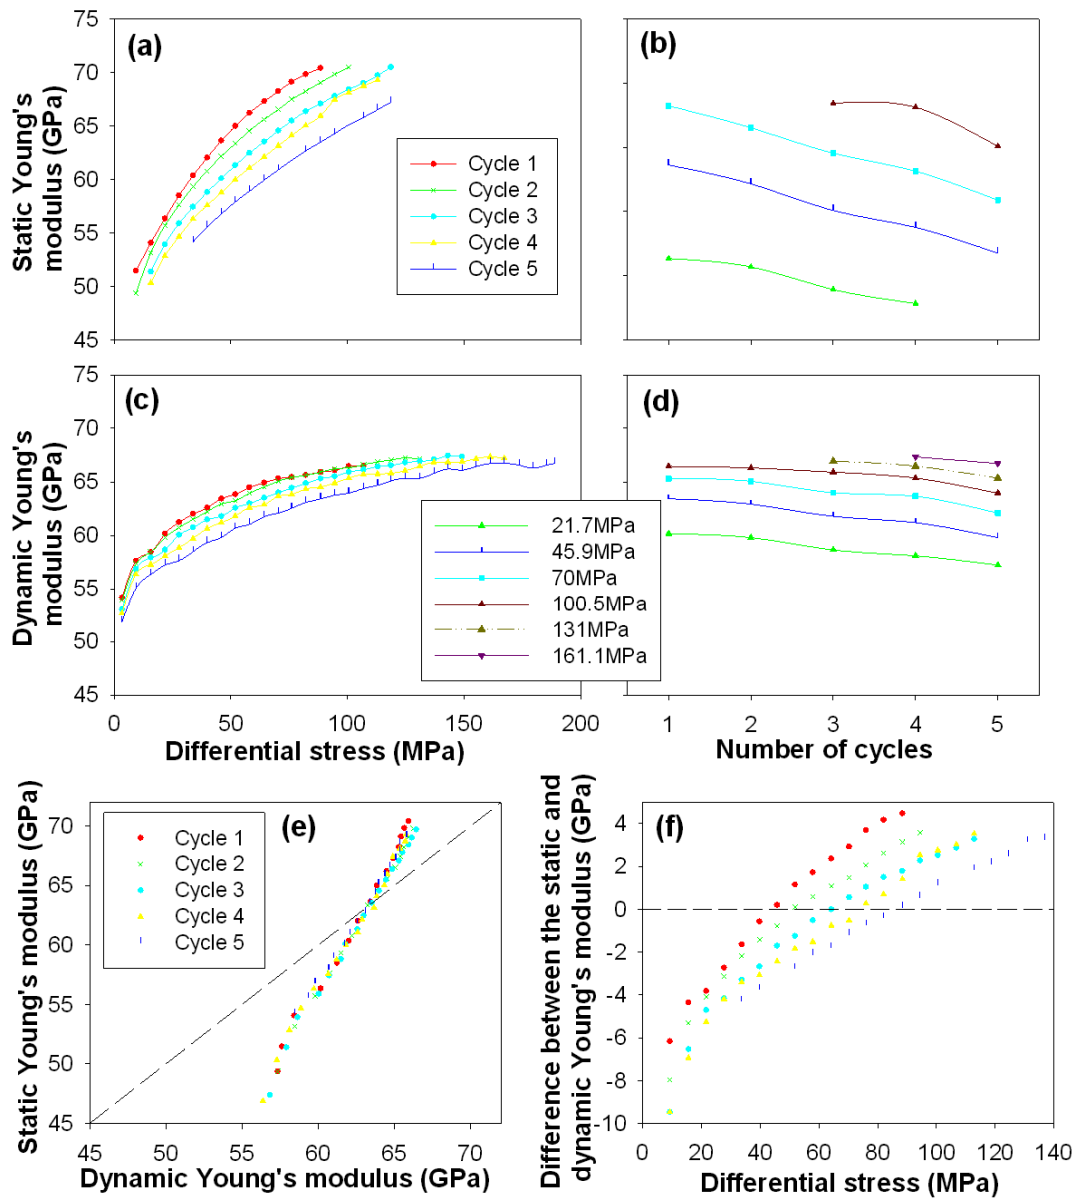 (a)
(b)
75
70
65
60
55
50
45
Static Young's
modulus (GPa)
Cycle 1
Cycle 2
Cycle 3
Cycle 4
Cycle 5
(c)
(d)
75
70
65
60
55
50
45
Dynamic Young's
modulus (GPa)
21.7MPa
45.9MPa
70MPa
100.5MPa
131MPa
161.1MPa
0 50 100 150 200
Differential stress (MPa)
1 2 3 4 5
Number of cycles
(e)
Static Young's modulus (GPa)
70
65
60
55
50
45
Cycle 1
Cycle 2
Cycle 3
Cycle 4
Cycle 5
45 45 50 55 60 65 70
Dynamic Young's modulus (GPa)
(f)
Difference between the static and
dynamic Young's modulus (GPa)
4
2
0
-2
-4
-6
-8
-10
0 20 40 60 80 100 120 140
Differential stress (MPa)